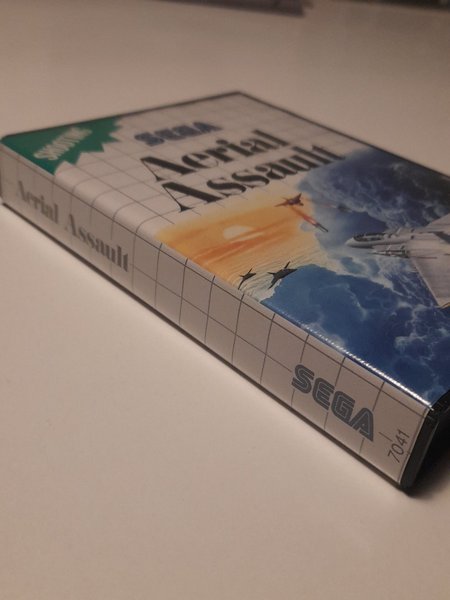 SHOOTING
SEGA
Aerial
Assault
Aerial Assault
SEGA
7041